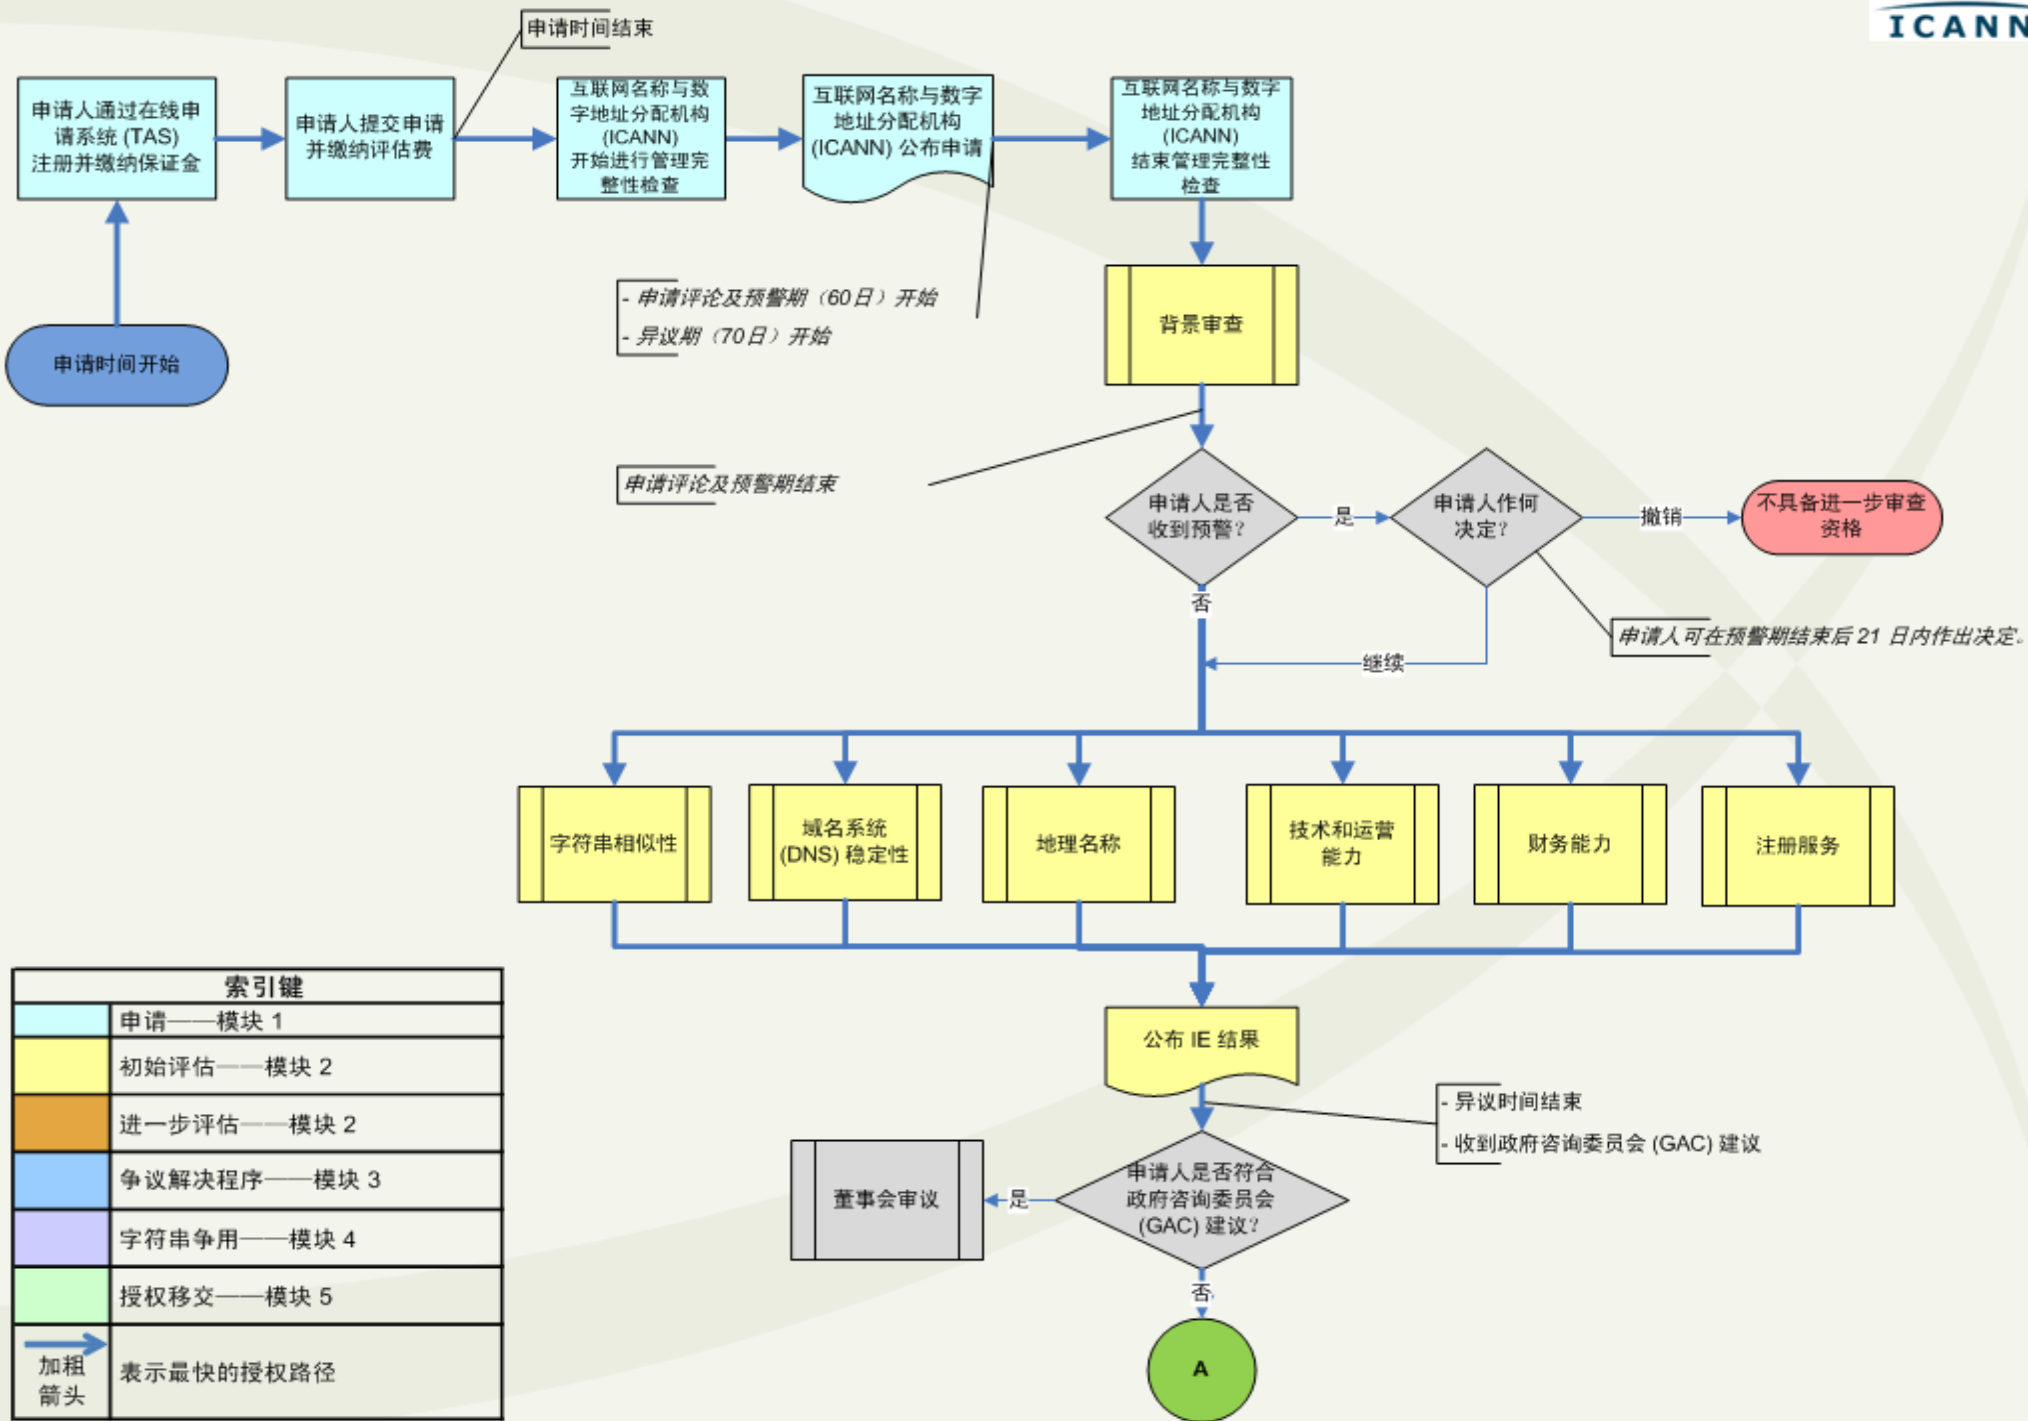 ICANN
申请时间结束
申请人通过在线申
请系统 (TAS)
注册并缴纳保证金
申请人提交申请
并缴纳评估费
互联网名称与数
字地址分配机构
(ICANN)
开始进行管理完
整性检查
互联网名称与数字
地址分配机构
(ICANN) 公布申请
互联网名称与数字
地址分配机构
(ICANN)
结束管理完整性
检查
- 申请评论及预警期（60日）开始
- 异议期（70日）开始
背景审查
申请时间开始
申请评论及预警期结束
申请人是否
收到预警？
是
申请人作何
决定？
撤销
不具备进一步审查
资格
否
申请人可在预警期结束后 21 日内作出决定。
继续
字符串相似性
域名系统
(DNS) 稳定性
地理名称
技术和运营
能力
财务能力
注册服务
公布 IE 结果
- 异议时间结束
- 收到政府咨询委员会 (GAC) 建议
申请人是否符合
政府咨询委员会
(GAC) 建议？
是
董事会审议
否
A
索引键
申请——模块 1
初始评估——模块 2
进一步评估——模块 2
争议解决程序——模块 3
字符串争用——模块 4
授权移交——模块 5
加粗
箭头
表示最快的授权路径